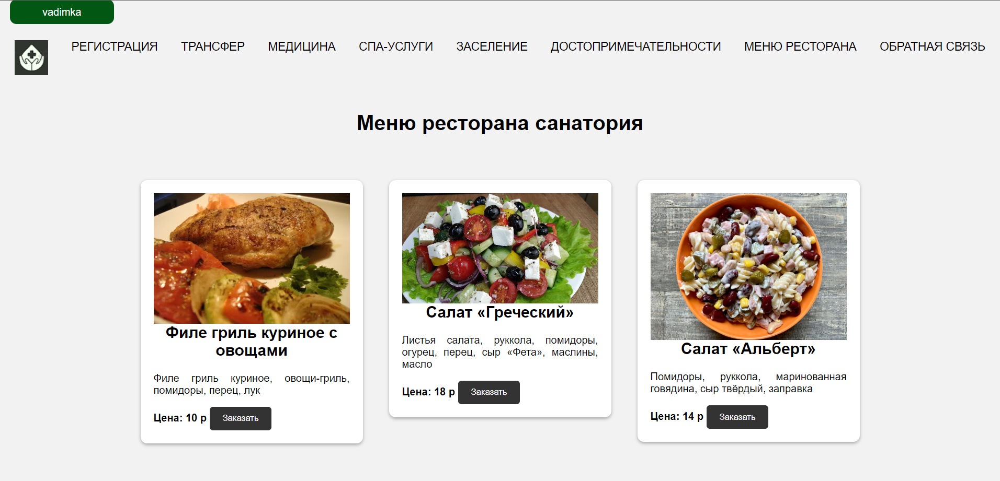 vadimka
РЕГИСТРАЦИЯ ТРАНСФЕР МЕДИЦИНА СПА-УСЛУГИ ЗАСЕЛЕНИЕ ДОСТОПРИМЕЧАТЕЛЬНОСТИ МЕНЮ РЕСТОРАНА ОБРАТНАЯ СВЯЗЬ
Меню ресторана санатория
Филе гриль куриное с
овощами
Филе гриль куриное, овощи-гриль,
помидоры, перец, лук
Цена: 10 р Заказать
Салат «Греческий»
Листья салата, руккола, помидоры,
огурец, перец, сыр «Фета», маслины,
масло
Цена: 18 р Заказать
Салат «Альберт»
Помидоры, руккола, маринованная
говядина, сыр твёрдый, заправка
Цена: 14 р Заказать